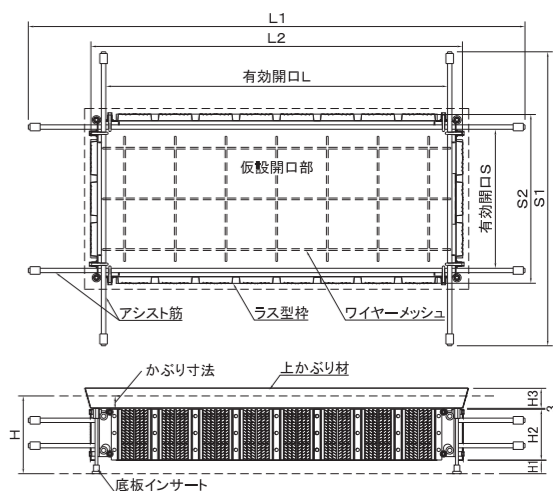 L1
L2
有効開口L
仮設開口部
有効開口S
S2
S1
アシスト筋
ラス型枠
ワイヤーメッシュ
かぶり寸法
上かぶり材
H
H3
H2
H1
底板インサート